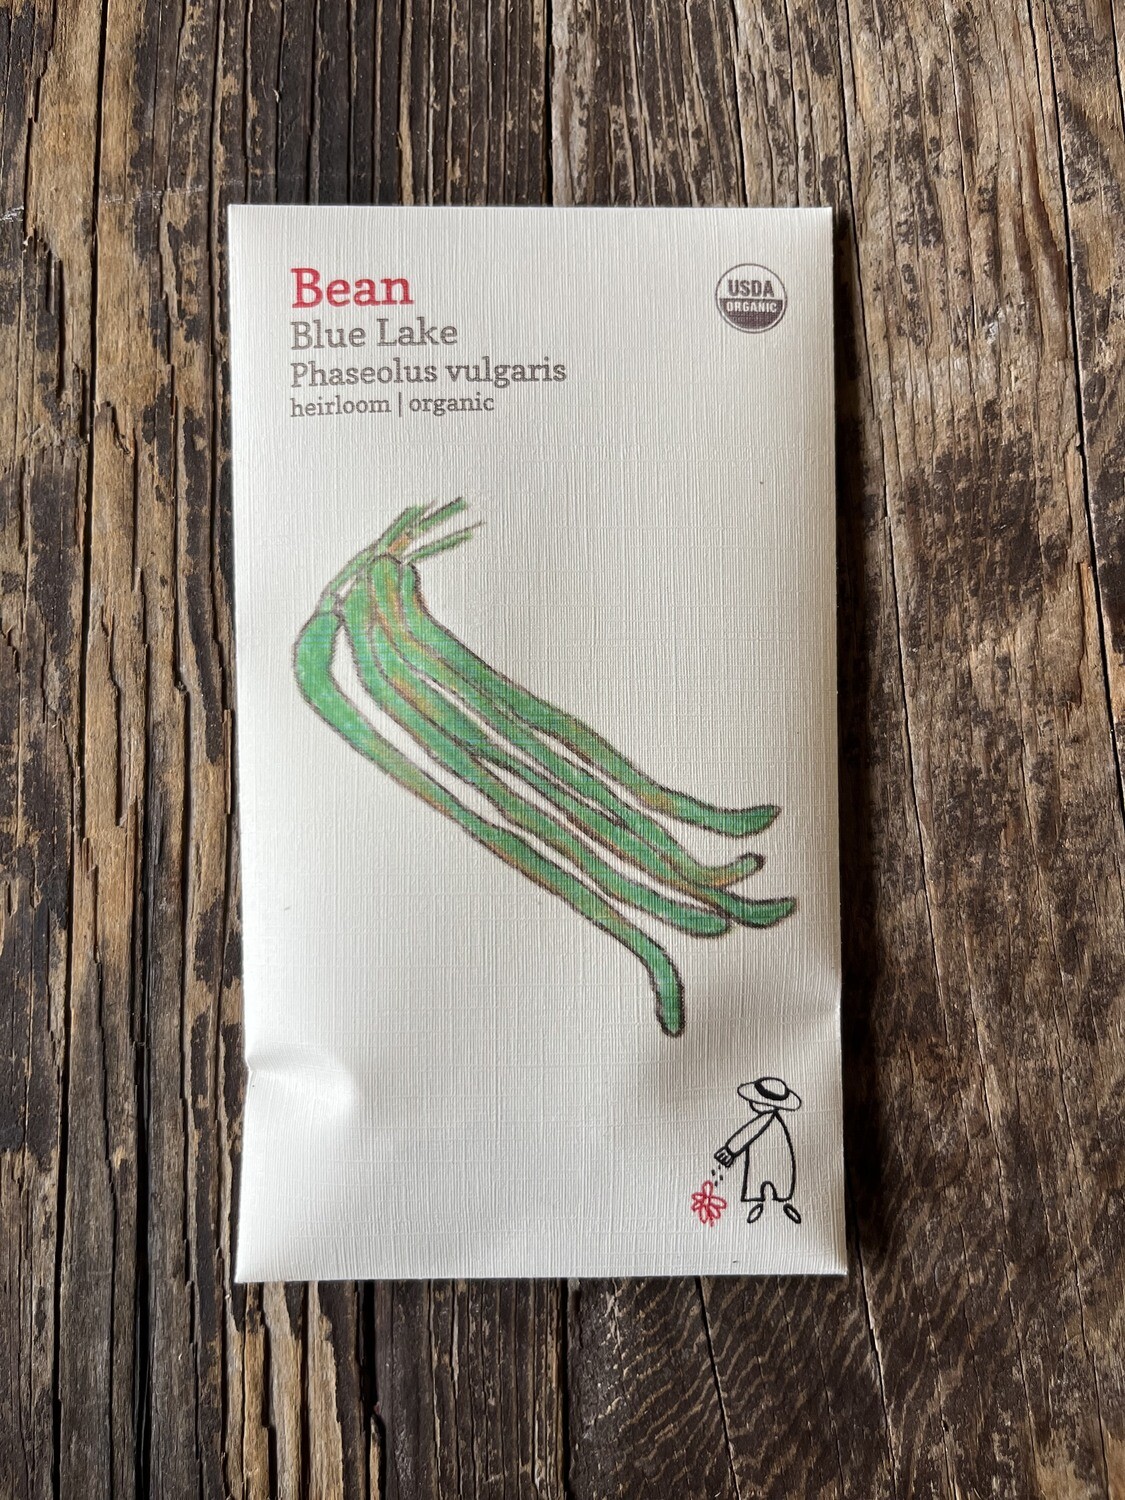 Bean
Blue Lake
Phaseolus vulgaris
heirloom | organic
USDA
ORGANIC